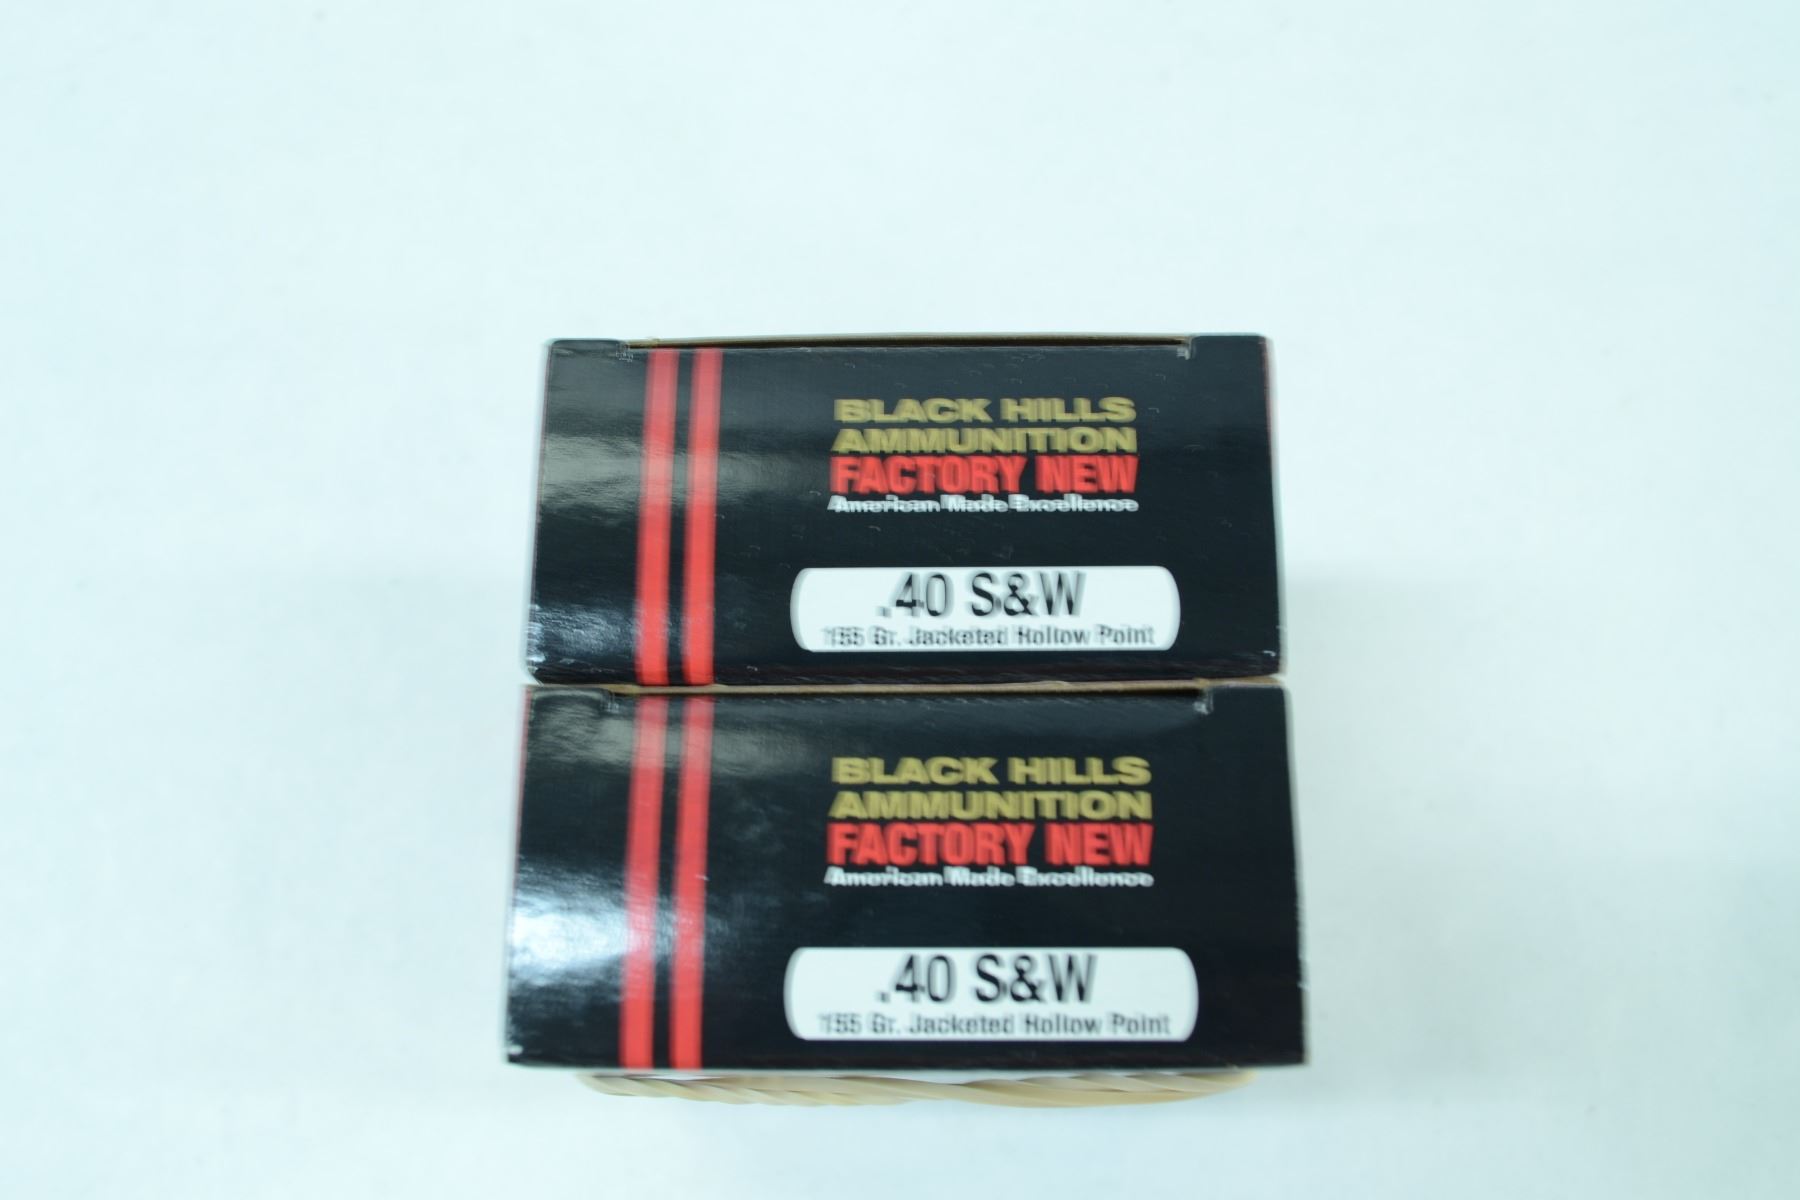 BLACK HILLS
AMMUNITION
FACTORY NEW
American Made Excellence
.40 S&W
155 Gr. Jacketed Hollow Point
BLACK HILLS
AMMUNITION
FACTORY NEW
American Made Excellence
.40 S&W
155 Gr. Jacketed Hollow Point